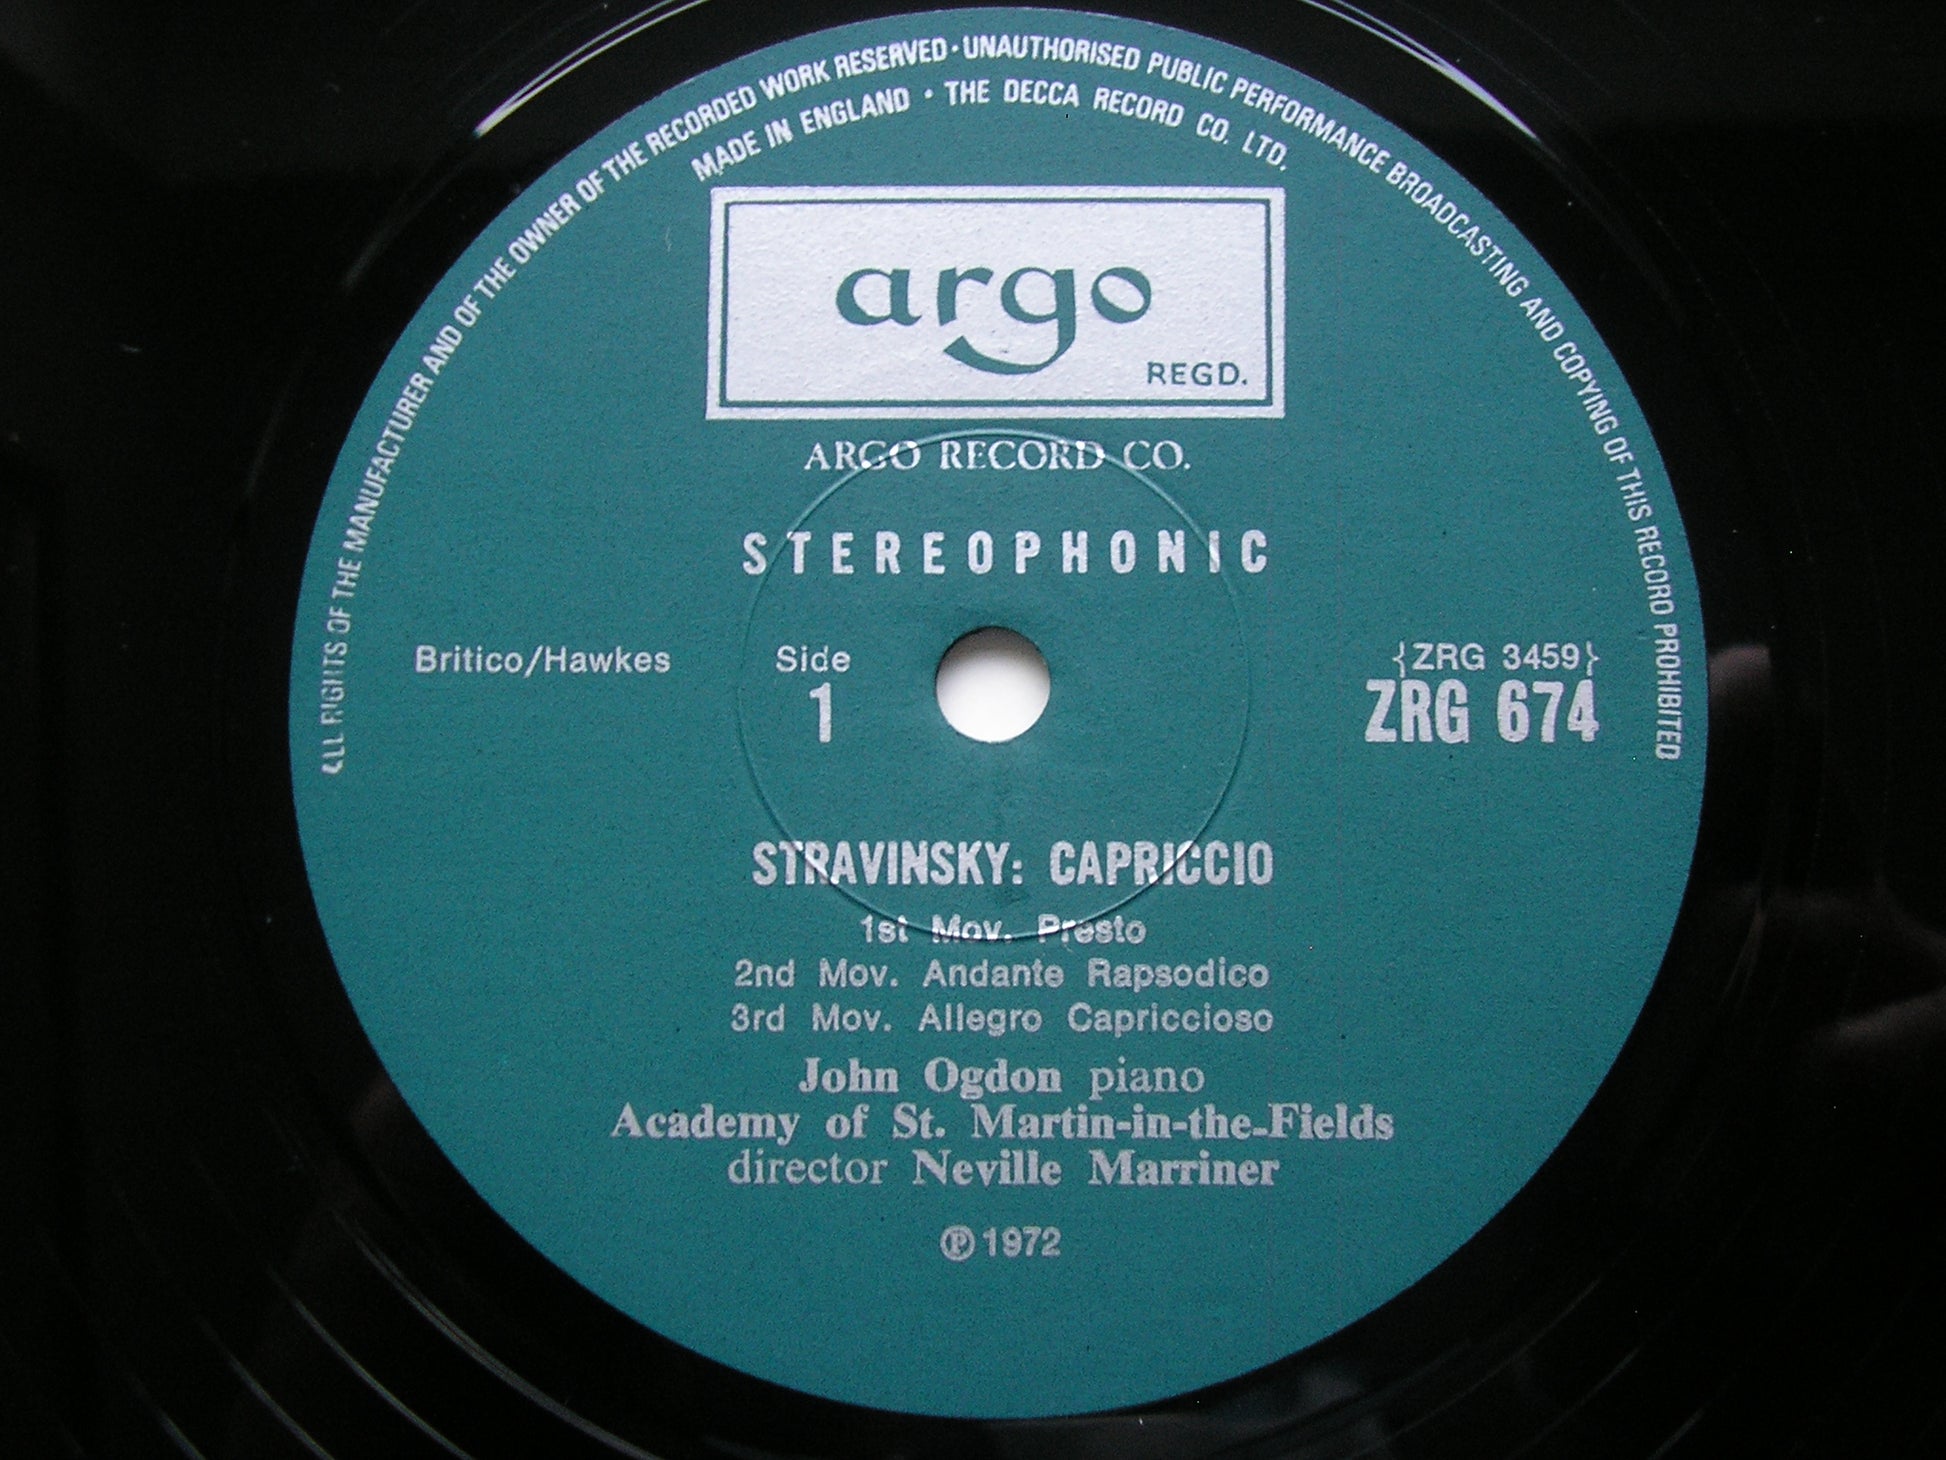 ALL RIGHTS OF THE MANUFACTURER AND OF THE OWNER OF THE RECORDED WORK RESERVED · UNAUTHORISED PUBLIC PERFORMANCE BROADCASTING AND COPYING OF THIS RECORD PROHIBITED
MADE IN ENGLAND · THE DECCA RECORD CO. LTD.
argo
REGD.
ARGO RECORD CO.
STEREOPHONIC
Britico/Hawkes Side {ZRG 3459}
1 ZRG 674
STRAVINSKY: CAPRICCIO
1st Mov. Presto
2nd Mov. Andante Rapsodico
3rd Mov. Allegro Capriccioso
John Ogdon piano
Academy of St. Martin-in-the-Fields
director Neville Marriner
℗ 1972